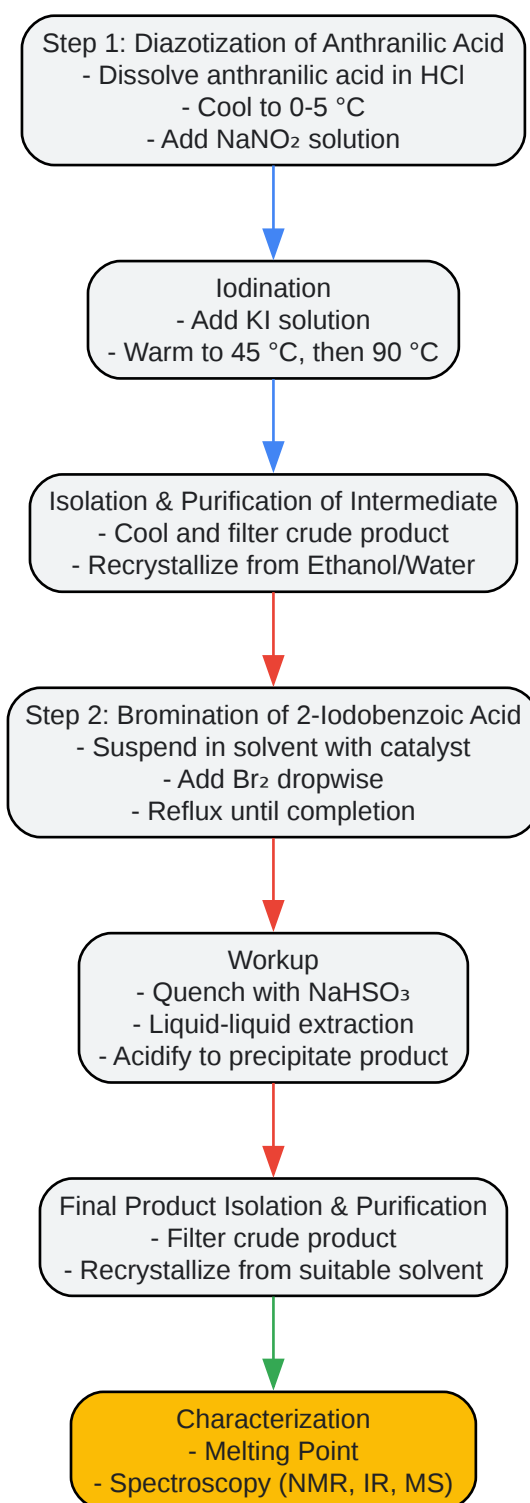 Step 1: Diazotization of Anthranilic Acid
- Dissolve anthranilic acid in HCl
- Cool to 0-5 °C
- Add NaNO₂ solution
Iodination
- Add KI solution
- Warm to 45 °C, then 90 °C
Isolation & Purification of Intermediate
- Cool and filter crude product
- Recrystallize from Ethanol/Water
Step 2: Bromination of 2-Iodobenzoic Acid
- Suspend in solvent with catalyst
- Add Br₂ dropwise
- Reflux until completion
Workup
- Quench with NaHSO₃
- Liquid-liquid extraction
- Acidify to precipitate product
Final Product Isolation & Purification
- Filter crude product
- Recrystallize from suitable solvent
Characterization
- Melting Point
- Spectroscopy (NMR, IR, MS)